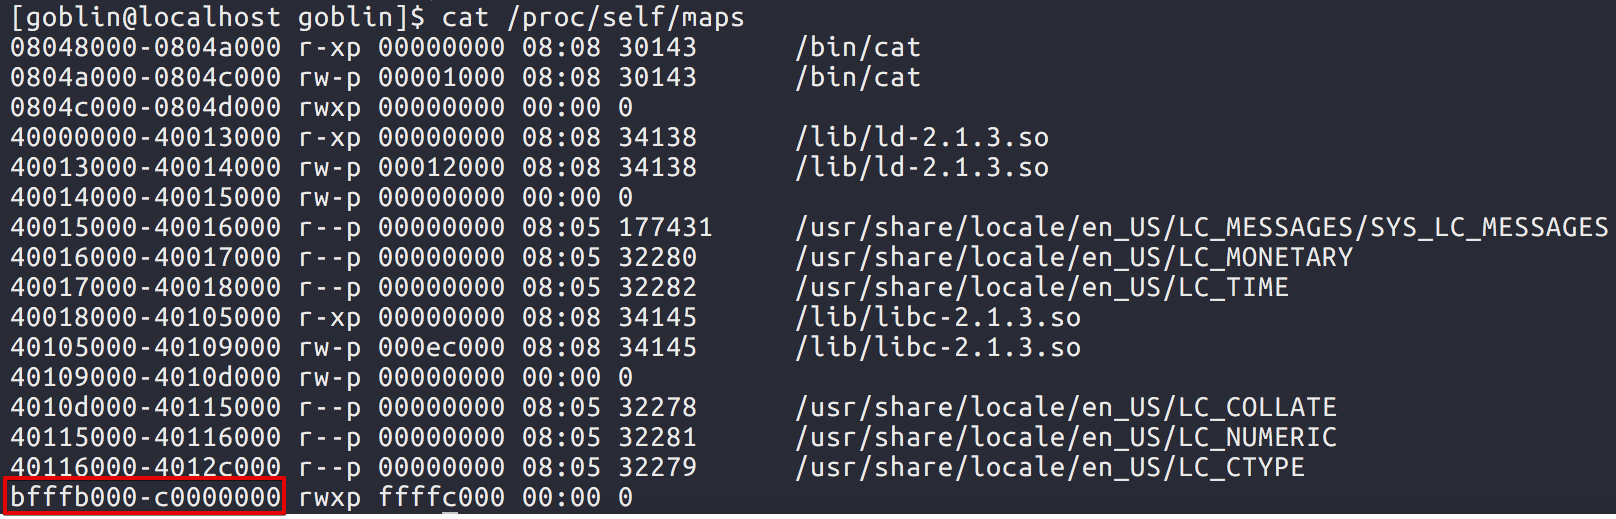 [goblin@localhost goblin]$ cat /proc/self/maps
08048000-0804a000 r-xp 00000000 08:08 30143      /bin/cat
0804a000-0804c000 rw-p 00001000 08:08 30143      /bin/cat
0804c000-0804d000 rwxp 00000000 00:00 0
40000000-40013000 r-xp 00000000 08:08 34138      /lib/ld-2.1.3.so
40013000-40014000 rw-p 00012000 08:08 34138      /lib/ld-2.1.3.so
40014000-40015000 rw-p 00000000 00:00 0
40015000-40016000 r--p 00000000 08:05 177431     /usr/share/locale/en_US/LC_MESSAGES/SYS_LC_MESSAGES
40016000-40017000 r--p 00000000 08:05 32280      /usr/share/locale/en_US/LC_MONETARY
40017000-40018000 r--p 00000000 08:05 32282      /usr/share/locale/en_US/LC_TIME
40018000-40105000 r-xp 00000000 08:08 34145      /lib/libc-2.1.3.so
40105000-40109000 rw-p 000ec000 08:08 34145      /lib/libc-2.1.3.so
40109000-4010d000 rw-p 00000000 00:00 0
4010d000-40115000 r--p 00000000 08:05 32278      /usr/share/locale/en_US/LC_COLLATE
40115000-40116000 r--p 00000000 08:05 32281      /usr/share/locale/en_US/LC_NUMERIC
40116000-4012c000 r--p 00000000 08:05 32279      /usr/share/locale/en_US/LC_CTYPE
bfffb000-c0000000 rwxp ffffc000 00:00 0